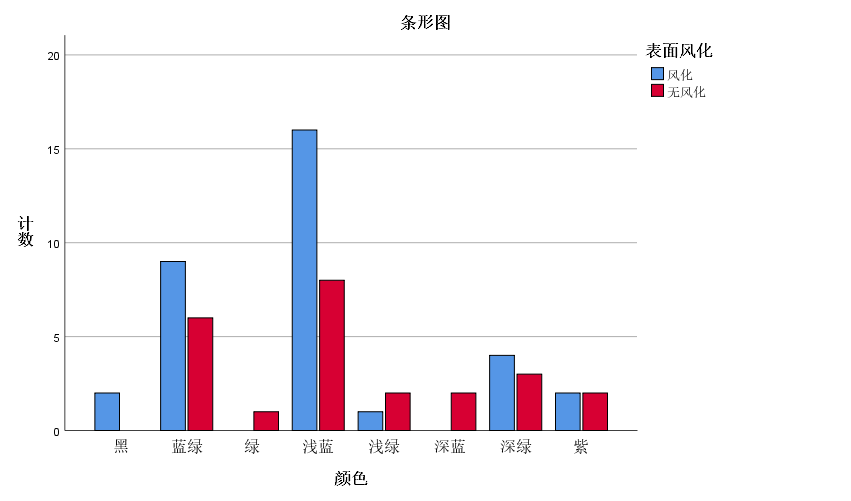 条形图
表面风化
风化
无风化
计数
20
15
10
5
0
黑 蓝绿 绿 浅蓝 浅绿 深蓝 深绿 紫
颜色